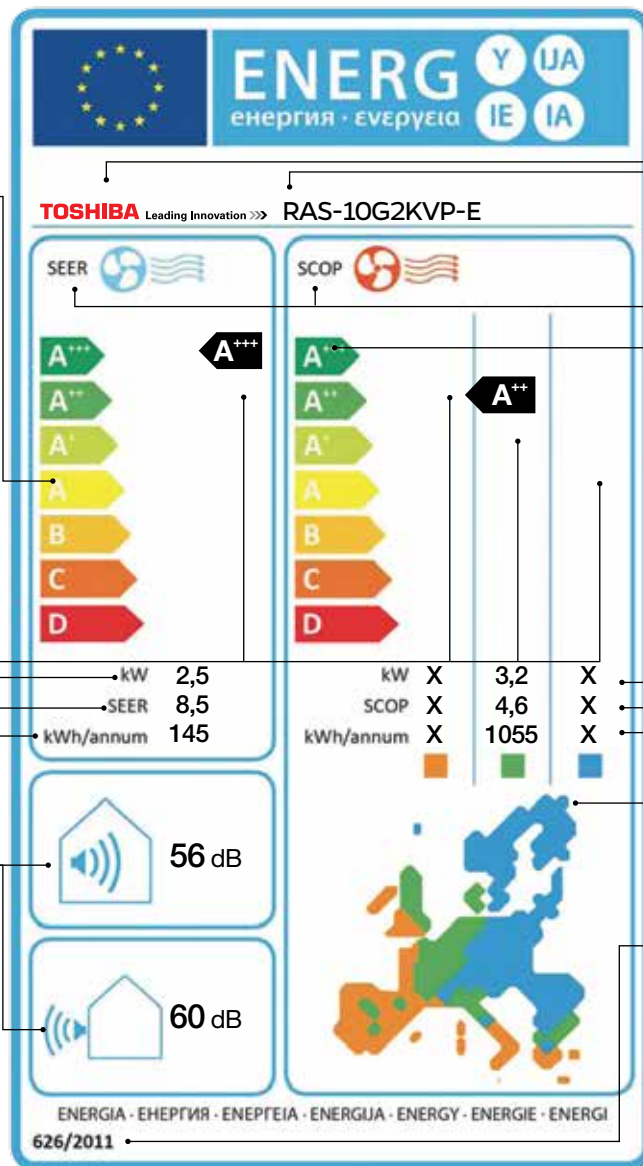 ENERG Y IJA
енергия · ενεργεια IE IA
TOSHIBA Leading Innovation >>> RAS-10G2KVP-E
SEER
SCOP
A+++
A++
A+
A
B
C
D
A+++
A+++
A++
A+
A
B
C
D
A++
kW 2,5
SEER 8,5
kWh/annum 145
kW X 3,2 X
SCOP X 4,6 X
kWh/annum X 1055 X
56 dB
60 dB
ENERGIA · ЕНЕРГИЯ · ΕΝΕΡΓΕΙΑ · ENERGIJA · ENERGY · ENERGIE · ENERGI
626/2011